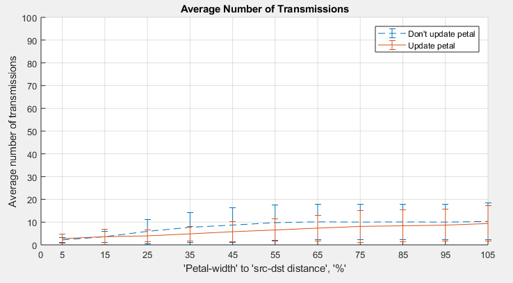 Average Number of Transmissions
Don't update petal
Update petal
Average number of transmissions
100
90
80
70
60
50
40
30
20
10
0
0 5 15 25 35 45 55 65 75 85 95 105
'Petal-width' to 'src-dst distance', '%'